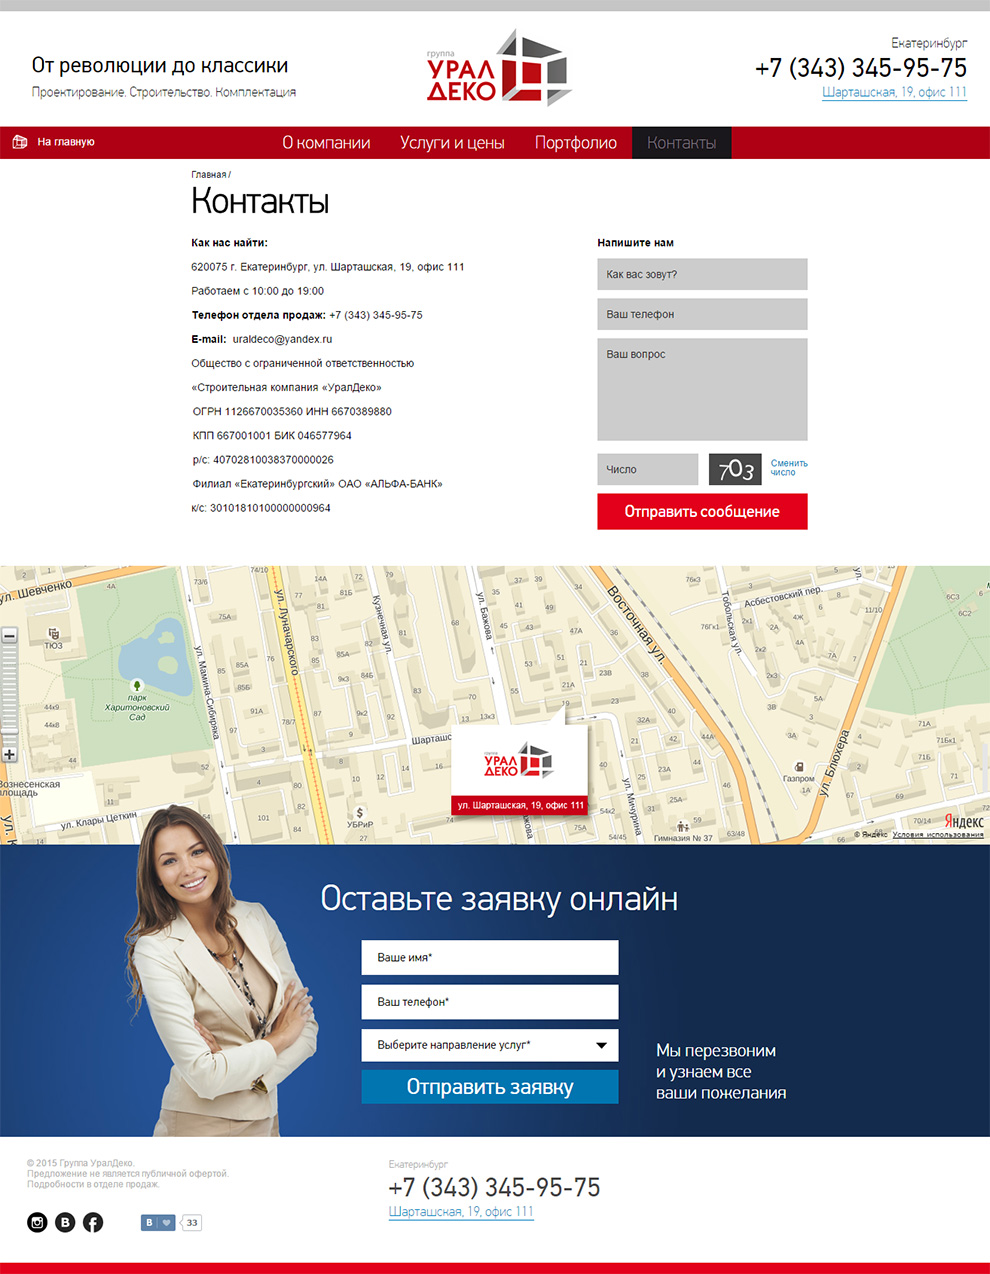 От революции до классики
Проектирование. Строительство. Комплектация
группа
УРАЛ
ДЕКО
Екатеринбург
+7 (343) 345-95-75
Шарташская, 19, офис 111
На главную
О компании
Услуги и цены
Портфолио
Контакты
Главная /
Контакты
Как нас найти:
620075 г. Екатеринбург, ул. Шарташская, 19, офис 111
Работаем с 10:00 до 19:00
Телефон отдела продаж: +7 (343) 345-95-75
E-mail: uraldeco@yandex.ru
Общество с ограниченной ответственностью
«Строительная компания «УралДеко»
ОГРН 1126670035360 ИНН 6670389880
КПП 667001001 БИК 046577964
р/с: 40702810038370000026
Филиал «Екатеринбургский» ОАО «АЛЬФА-БАНК»
к/с: 30101810100000000964
Напишите нам
Как вас зовут?
Ваш телефон
Ваш вопрос
Число
703
Сменить
число
Отправить сообщение
ул. Шевченко
ТЮЗ
парк
Харитоновский
Сад
ул. Мамина-Сибиряка
ул. Луначарского
Кузнечная ул.
ул. Бажова
Восточная ул.
Тобольская ул.
Асбестовский пер.
Вознесенская
площадь
ул. Клары Цеткин
УБРиР
Шарташс
группа
УРАЛ
ДЕКО
ул. Шарташская, 19, офис 111
Бажова
ул. Мичурина
Гимназия № 37
Газпром
ул. Блюхера
Яндекс
© Яндекс Условия использования
Оставьте заявку онлайн
Ваше имя*
Ваш телефон*
Выберите направление услуг*
Отправить заявку
Мы перезвоним
и узнаем все
ваши пожелания
© 2015 Группа УралДеко.
Предложение не является публичной офертой.
Подробности в отделе продаж.
В
33
Екатеринбург
+7 (343) 345-95-75
Шарташская, 19, офис 111